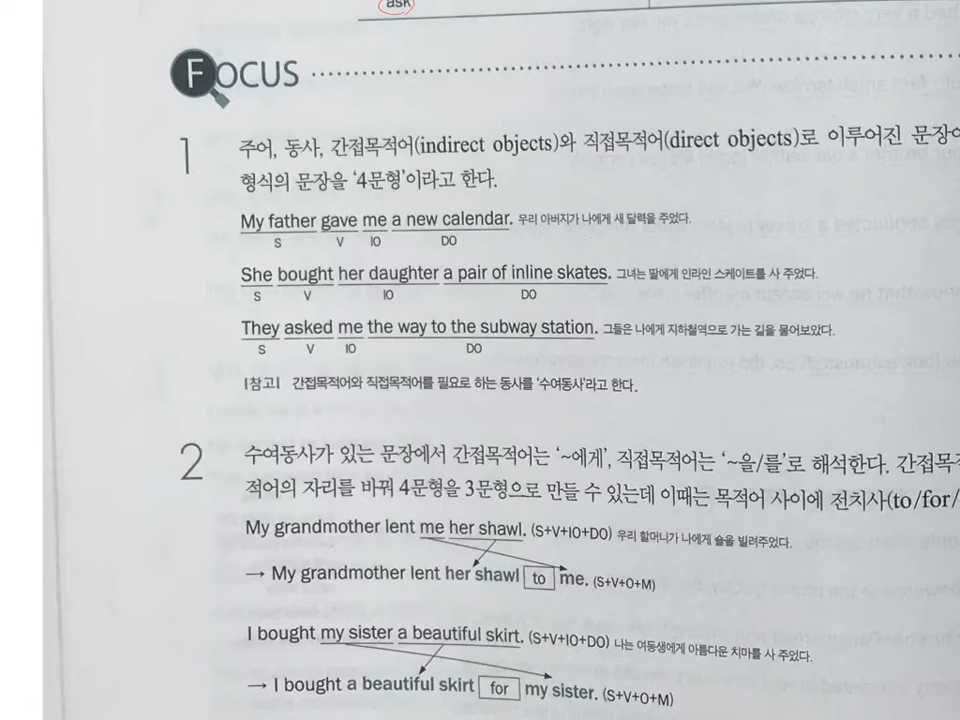 ask
FOCUS
1 주어, 동사, 간접목적어(indirect objects)와 직접목적어(direct objects)로 이루어진
형식의 문장을 '4문형'이라고 한다.
My father gave me a new calendar. 우리 아버지가 나에게 새 달력을 주었다.
S V IO DO
She bought her daughter a pair of inline skates. 그녀는 딸에게 인라인 스케이트를 사 주었다.
S V IO DO
They asked me the way to the subway station. 그들은 나에게 지하철역으로 가는 길을 물어보았다.
S V IO DO
|참고| 간접목적어와 직접목적어를 필요로 하는 동사를 '수여동사'라고 한다.
2 수여동사가 있는 문장에서 간접목적어는 '~에게', 직접목적어는 '~을/를'로 해석한다. 간접목
적어의 자리를 바꿔 4문형을 3문형으로 만들 수 있는데 이때는 목적어 사이에 전치사(to/for/
My grandmother lent me her shawl. (S+V+IO+DO) 우리 할머니가 나에게 숄을 빌려주었다.
→ My grandmother lent her shawl to me. (S+V+O+M)
I bought my sister a beautiful skirt. (S+V+IO+DO) 나는 여동생에게 아름다운 치마를 사 주었다.
→ I bought a beautiful skirt for my sister. (S+V+O+M)